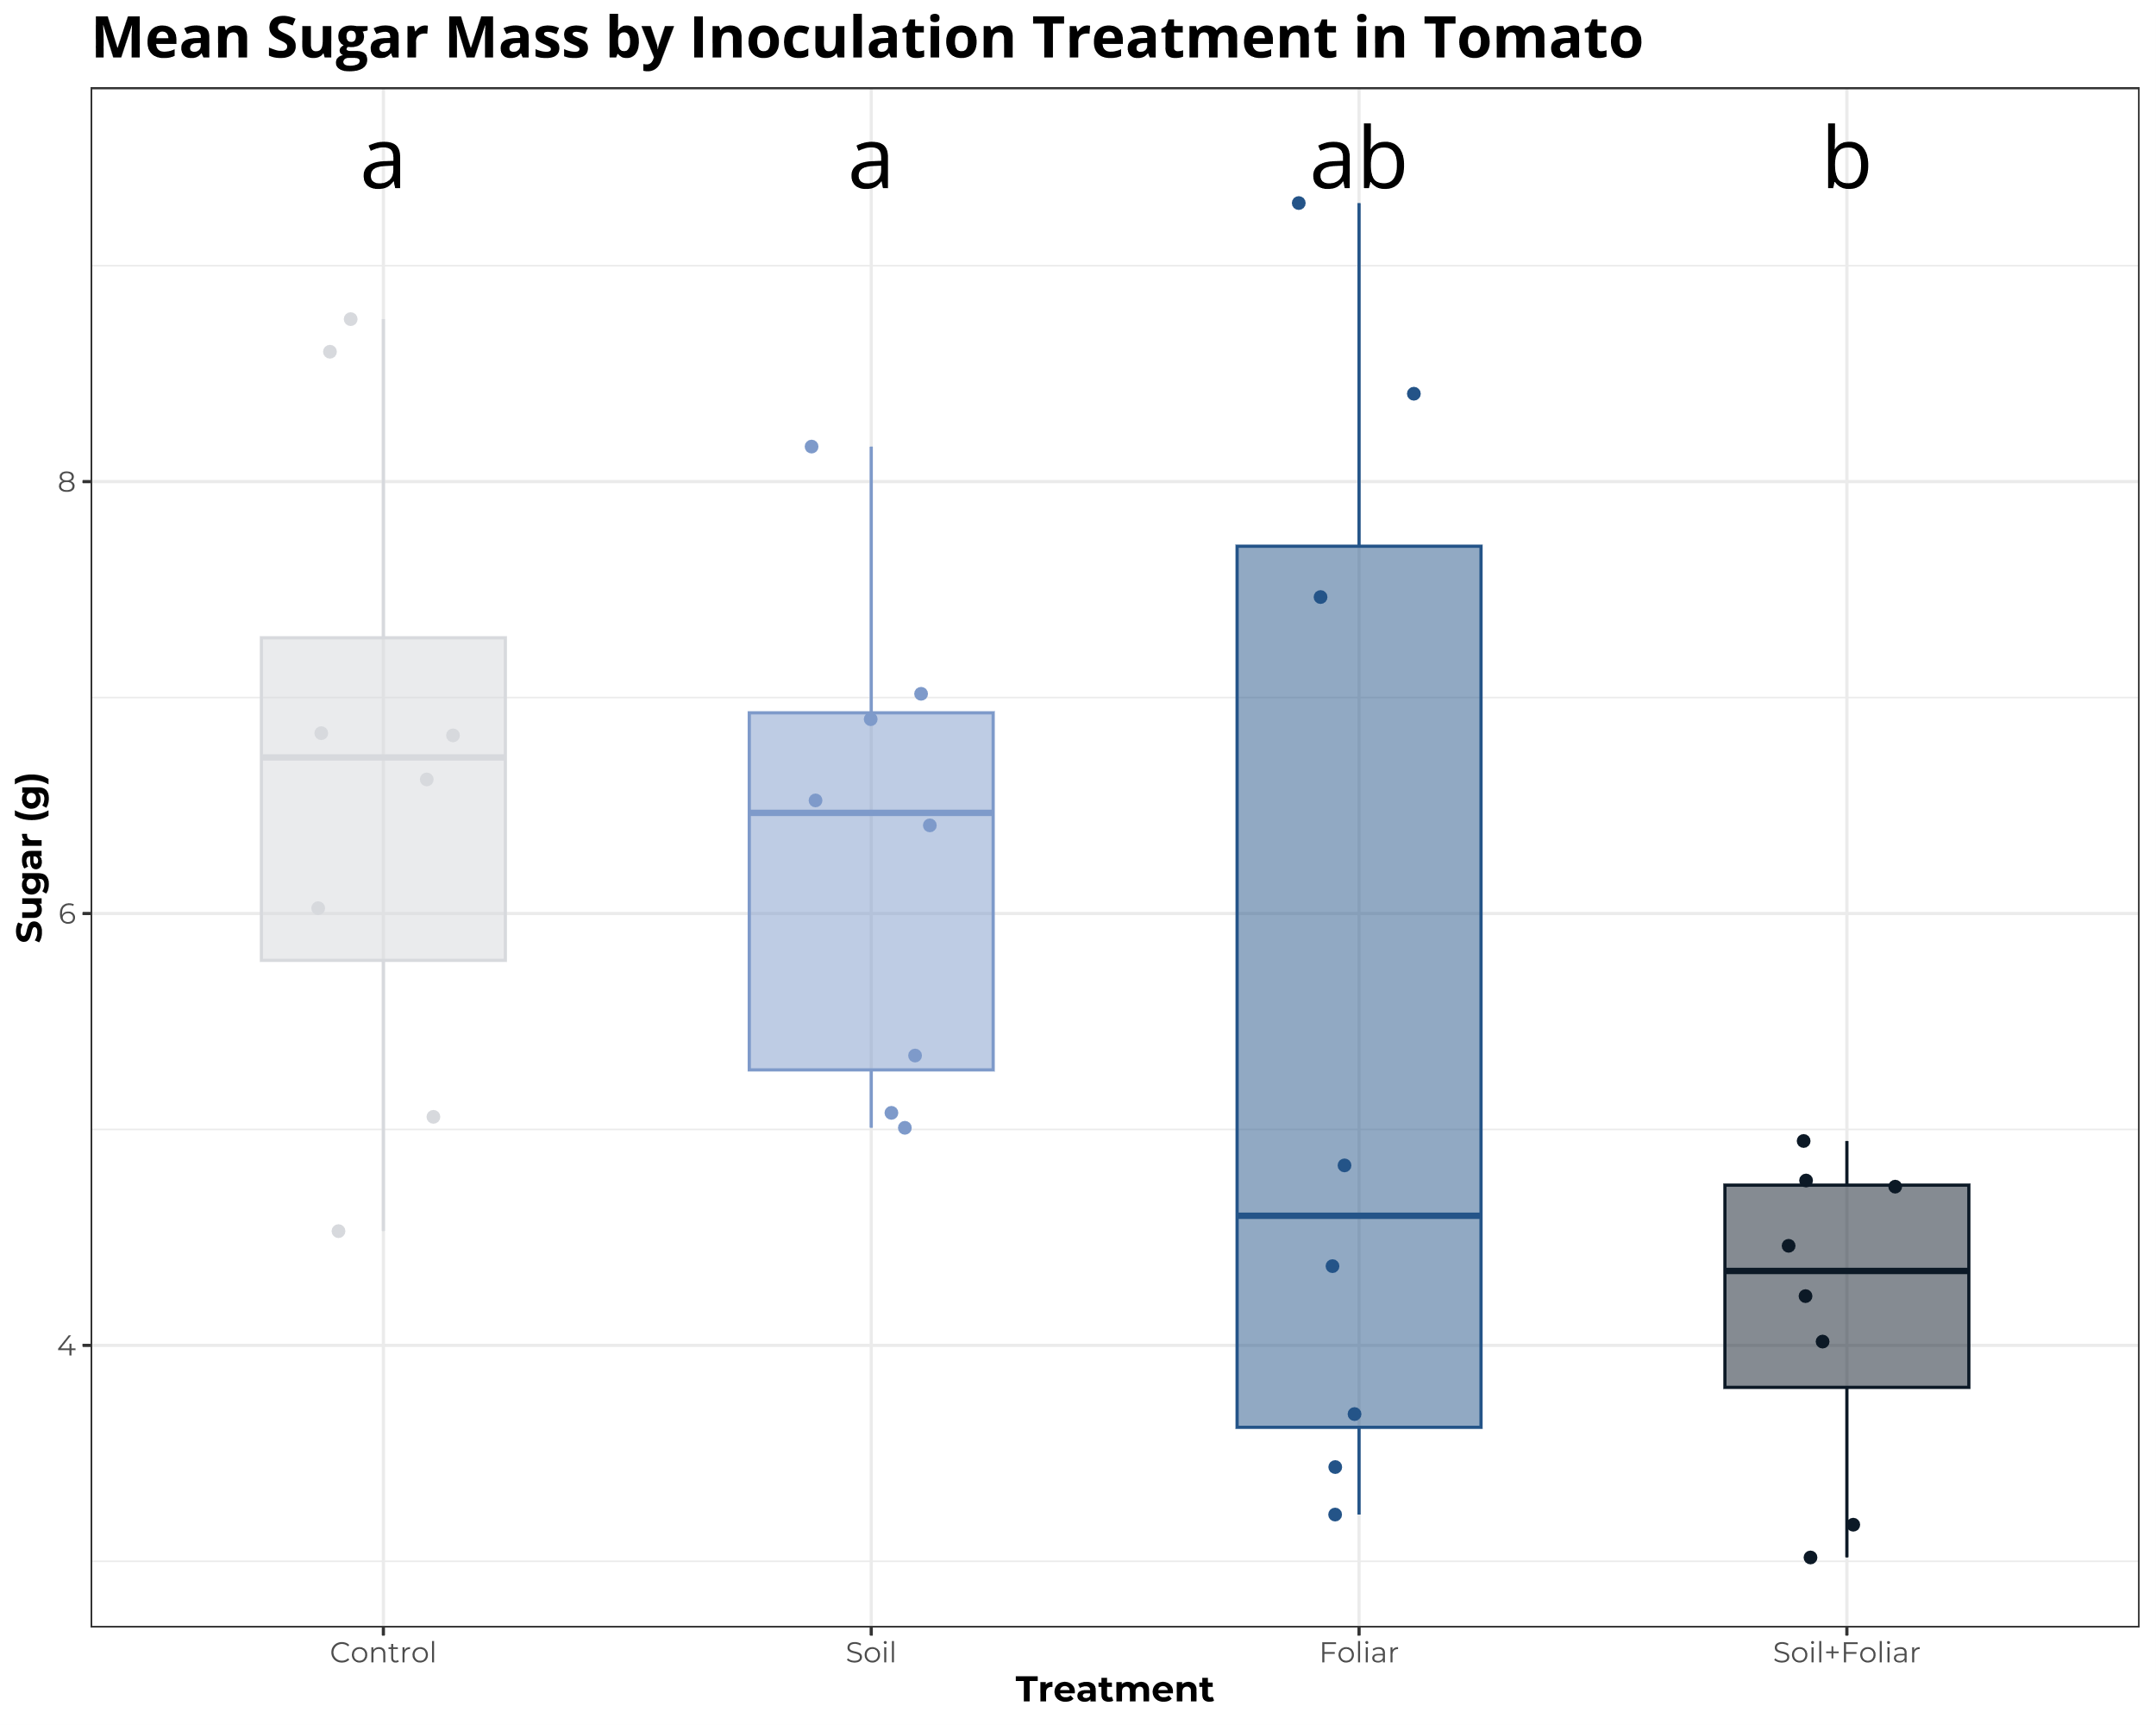 Mean Sugar Mass by Inoculation Treatment in Tomato
a a ab b
8
6
4
Sugar (g)
Control Soil Foliar Soil+Foliar
Treatment